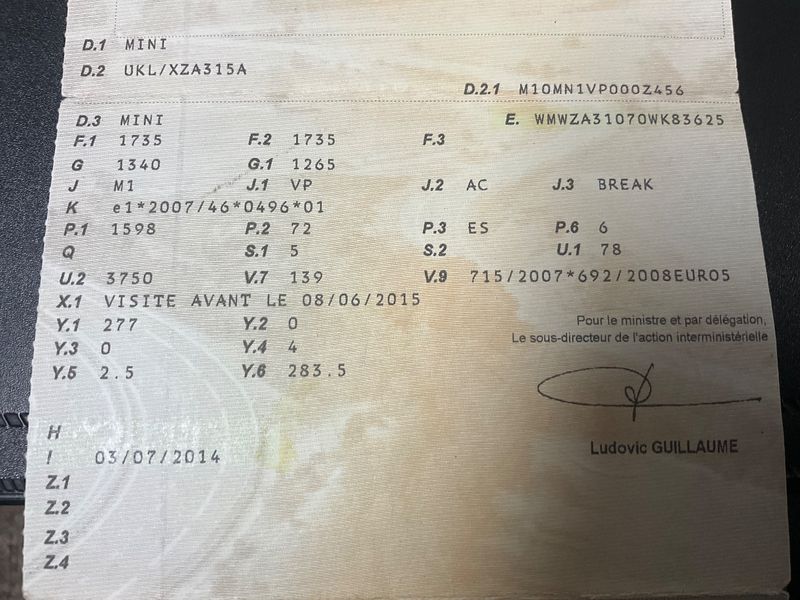 D.1 MINI
D.2 UKL/XZA315A
D.2.1 M10MN1VP000Z456
D.3 MINI E. WMWZA31070WK83625
F.1 1735 F.2 1735 F.3
G 1340 G.1 1265
J M1 J.1 VP J.2 AC J.3 BREAK
K e1*2007/46*0496*01
P.1 1598 P.2 72 P.3 ES P.6 6
Q S.1 5 S.2 U.1 78
U.2 3750 V.7 139 V.9 715/2007*692/2008EURO5
X.1 VISITE AVANT LE 08/06/2015
Y.1 277 Y.2 0
Y.3 0 Y.4 4
Y.5 2.5 Y.6 283.5
Pour le ministre et par délégation,
Le sous-directeur de l'action interministérielle
Ludovic GUILLAUME
H
I 03/07/2014
Z.1
Z.2
Z.3
Z.4